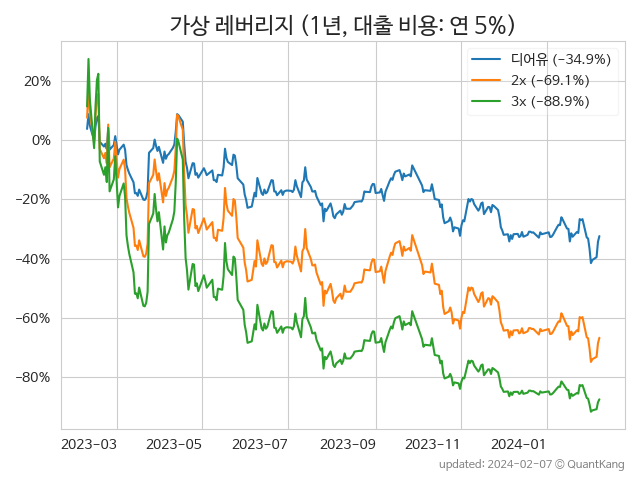 가상 레버리지 (1년, 대출 비용: 연 5%)
디어유 (−34.9%)
2x (−69.1%)
3x (−88.9%)
20%
0%
−20%
−40%
−60%
−80%
2023-03 2023-05 2023-07 2023-09 2023-11 2024-01
updated: 2024-02-07 © QuantKang